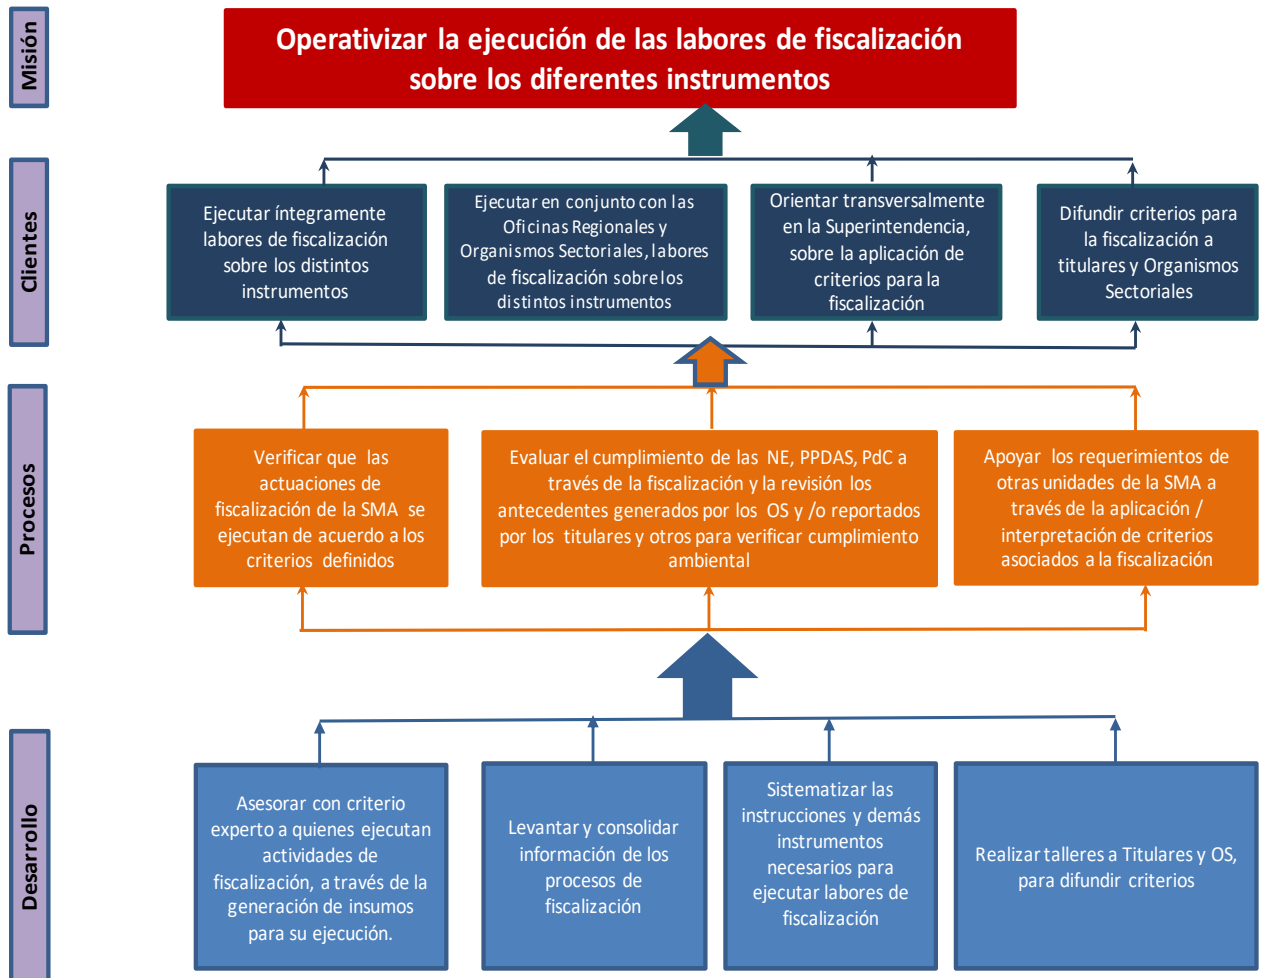 Misión
Operativizar la ejecución de las labores de fiscalización
sobre los diferentes instrumentos
Clientes
Ejecutar íntegramente
labores de fiscalización
sobre los distintos
instrumentos
Ejecutar en conjunto con las
Oficinas Regionales y
Organismos Sectoriales, labores
de fiscalización sobre los
distintos instrumentos
Orientar transversalmente
en la Superintendencia,
sobre la aplicación de
criterios para la
fiscalización
Difundir criterios para
la fiscalización a
titulares y Organismos
Sectoriales
Procesos
Verificar que las
actuaciones de
fiscalización de la SMA se
ejecutan de acuerdo a los
criterios definidos
Evaluar el cumplimiento de las NE, PPDAS, PdC a
través de la fiscalización y la revisión los
antecedentes generados por los OS y /o reportados
por los titulares y otros para verificar cumplimiento
ambiental
Apoyar los requerimientos de
otras unidades de la SMA a
través de la aplicación /
interpretación de criterios
asociados a la fiscalización
Desarrollo
Asesorar con criterio
experto a quienes ejecutan
actividades de
fiscalización, a través de la
generación de insumos
para su ejecución.
Levantar y consolidar
información de los
procesos de
fiscalización
Sistematizar las
instrucciones y demás
instrumentos
necesarios para
ejecutar labores de
fiscalización
Realizar talleres a Titulares y OS,
para difundir criterios